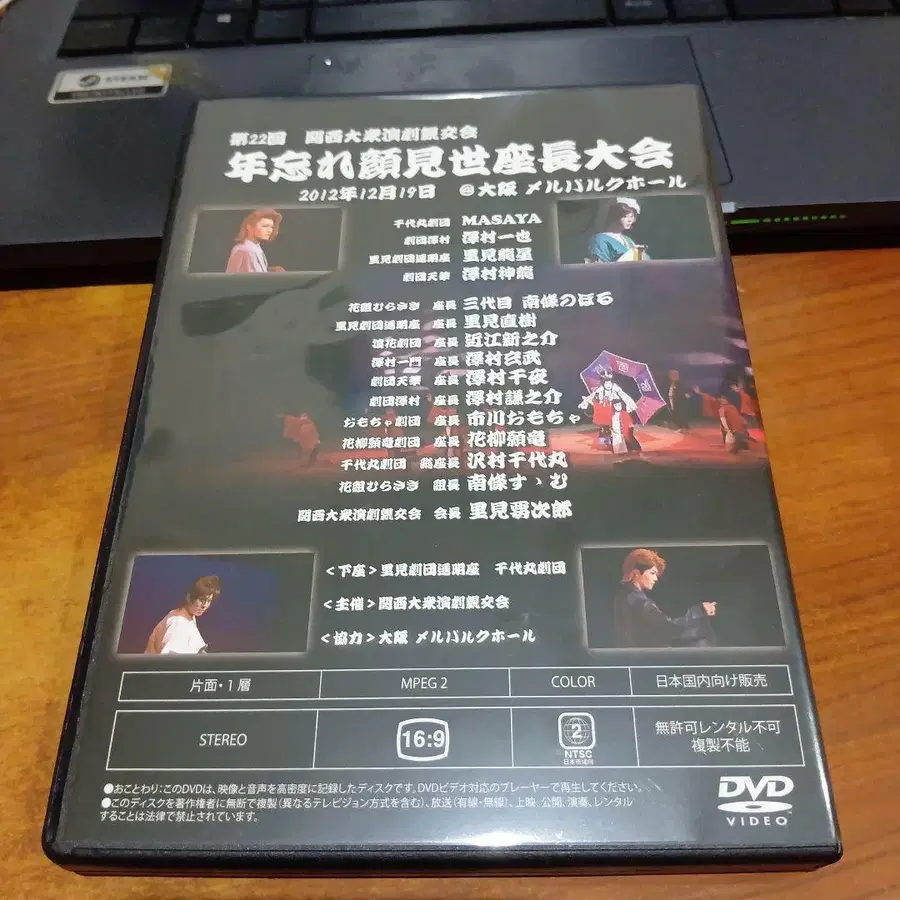 第22回 関西大衆演劇親交会
年忘れ顔見世座長大会
2012年12月19日 @大阪 メルパルクホール
千代丸劇団 MASAYA
劇団澤村 澤村一也
里見劇団進明座 里見龍星
劇団天華 澤村神龍
花組むらさき 座長 三代目 南條のぼる
里見劇団進明座 座長 里見直樹
浪花劇団 座長 近江新之介
澤村一門 座長 澤村玄武
劇団天華 座長 澤村千夜
劇団澤村 座長 澤村謙之介
おもちゃ劇団 座長 市川おもちゃ
花柳願竜劇団 座長 花柳願竜
千代丸劇団 総座長 沢村千代丸
花組むらさき 組長 南條すゝむ
関西大衆演劇親交会 会長 里見勇次郎
<下座>里見劇団進明座 千代丸劇団
<主催>関西大衆演劇親交会
<協力>大阪 メルパルクホール
片面・1層 MPEG 2 COLOR 日本国内向け販売
STEREO 16:9 2 NTSC 日本市場向 無許可レンタル不可 複製不能
●おことわり:このDVDは、映像と音声を高密度に記録したディスクです。DVDビデオ対応のプレーヤーで再生してください。
●このディスクを著作権者に無断で複製(異なるテレビジョン方式を含む)、放送(有線・無線)、上映、公開、演奏、レンタル
することは法律で禁止されています。
DVD
VIDEO